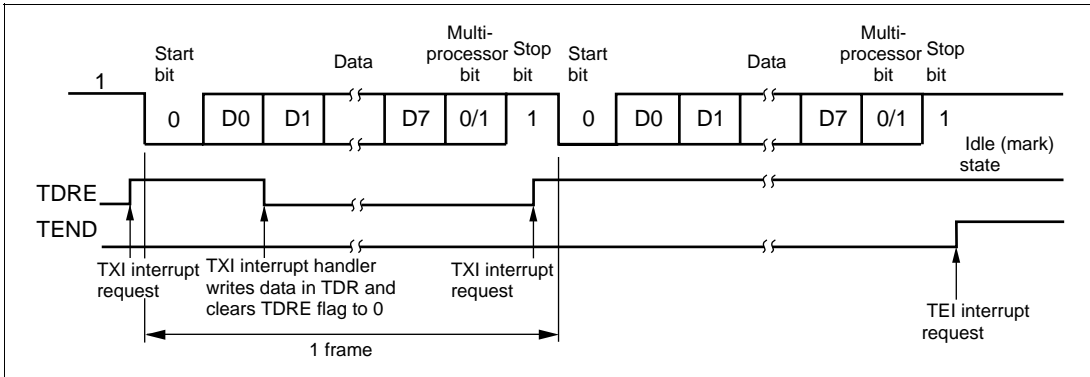 1
Start
bit
Data
Multi-
processor
bit
Stop
bit
Start
bit
Data
Multi-
processor
bit
Stop
bit
0 D0 D1 D7 0/1 1 0 D0 D1 D7 0/1 1
Idle (mark)
state
TDRE
TEND
TXI interrupt
request
TXI interrupt handler
writes data in TDR and
clears TDRE flag to 0
TXI interrupt
request
TEI interrupt
request
1 frame